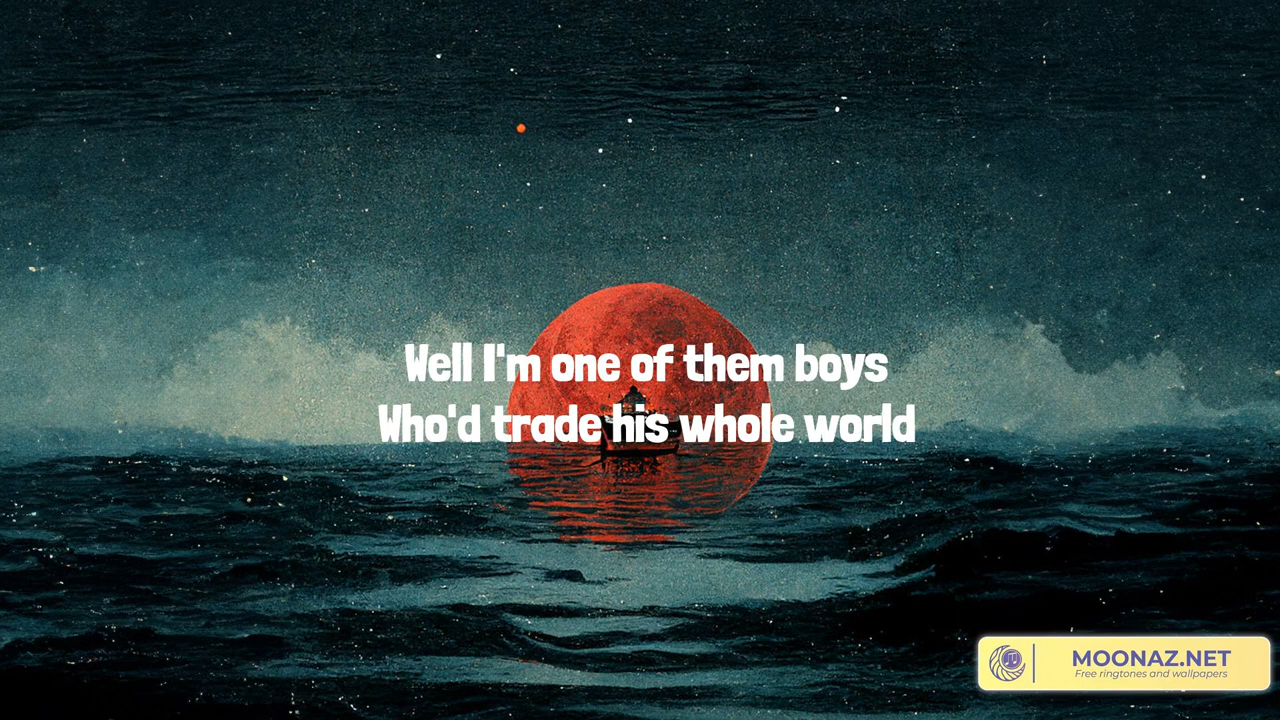 Well I'm one of them boys
Who'd trade his whole world
MOONAZ.NET
Free ringtones and wallpapers